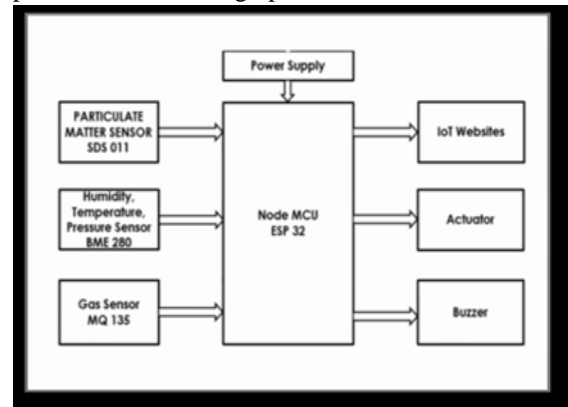 Power Supply
PARTICULATE
MATTER SENSOR
SDS 011
Humidity,
Temperature,
Pressure Sensor
BME 280
Gas Sensor
MQ 135
Node MCU
ESP 32
IoT Websites
Actuator
Buzzer